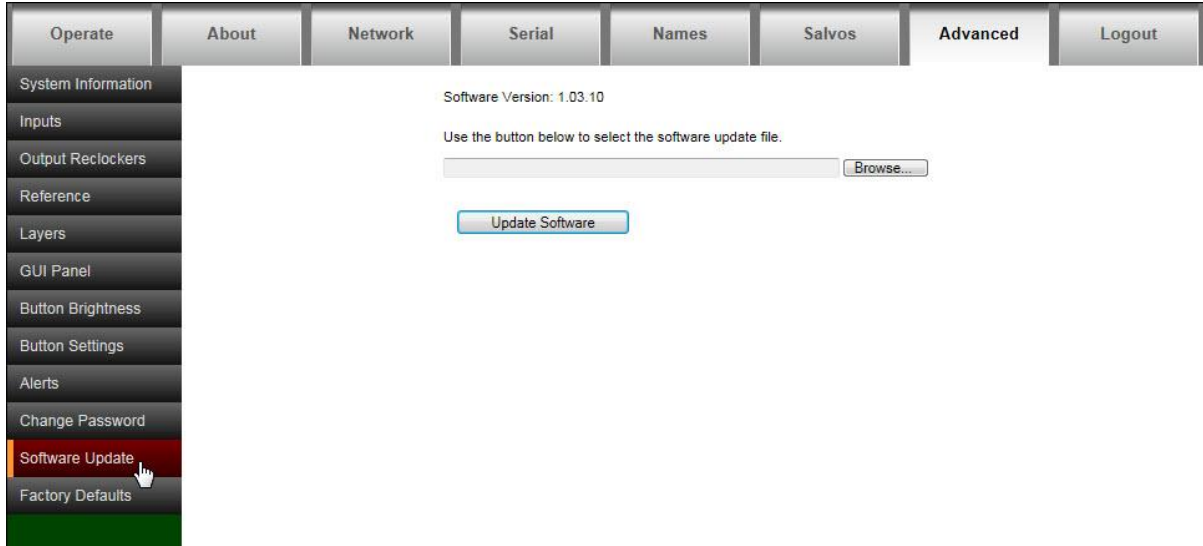 Operate About Network Serial Names Salvos Advanced Logout
System Information
Inputs
Output Reclockers
Reference
Layers
GUI Panel
Button Brightness
Button Settings
Alerts
Change Password
Software Update
Factory Defaults
Software Version: 1.03.10
Use the button below to select the software update file.
Browse...
Update Software